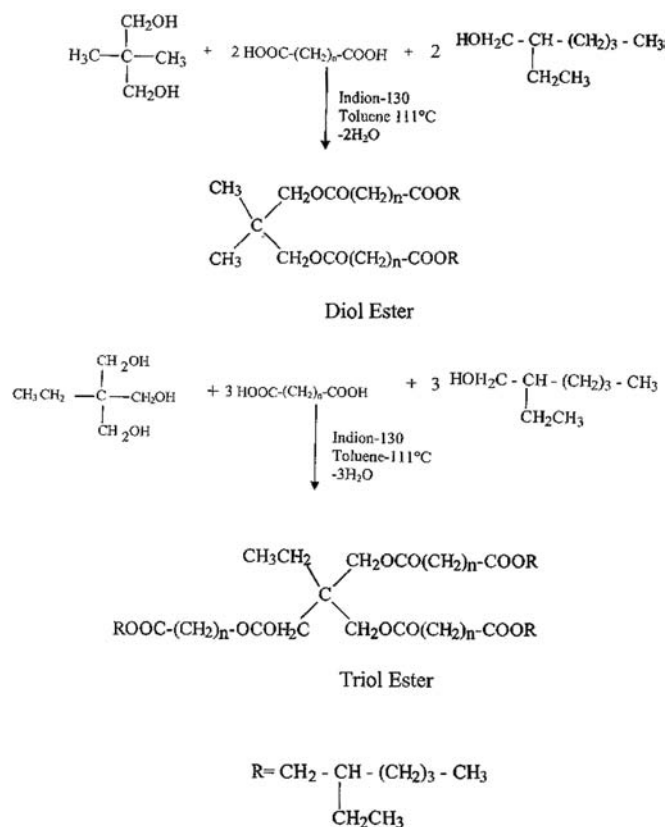 CH₂OH
H₃C—C—CH₃ + 2 HOOC-(CH₂)ₙ-COOH + 2 HOH₂C-CH-(CH₂)₃-CH₃
CH₂OH
CH₂CH₃
Indion-130
Toluene 111°C
-2H₂O
CH₃ CH₂OCO(CH₂)n-COOR
C
CH₃ CH₂OCO(CH₂)n-COOR
Diol Ester
CH₂OH
CH₃CH₂—C—CH₂OH + 3 HOOC-(CH₂)ₙ-COOH + 3 HOH₂C-CH-(CH₂)₃-CH₃
CH₂OH
CH₂CH₃
Indion-130
Toluene-111°C
-3H₂O
CH₃CH₂ CH₂OCO(CH₂)n-COOR
C
ROOC-(CH₂)n-OCOH₂C CH₂OCO(CH₂)n-COOR
Triol Ester
R= CH₂ - CH - (CH₂)₃ - CH₃
CH₂CH₃